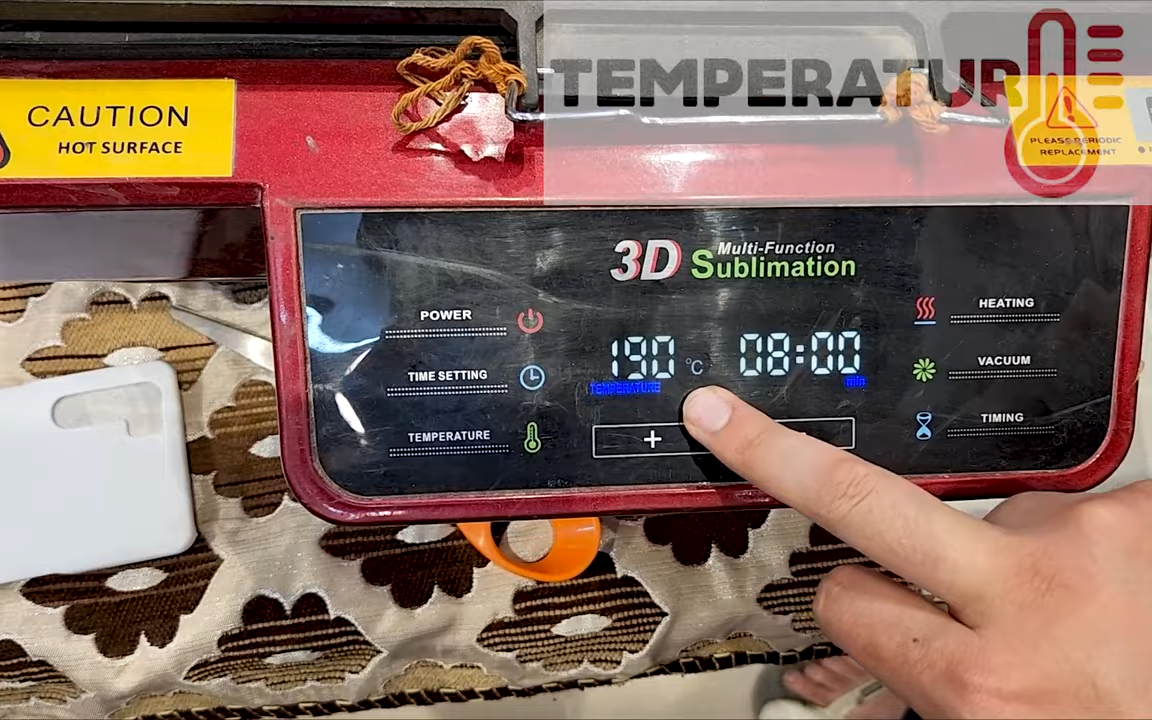 TEMPERATUR
CAUTION
HOT SURFACE
PLEASE PERIODIC
REPLACEMENT
3D Multi-Function
Sublimation
POWER
TIME SETTING
TEMPERATURE
190 °C
TEMPERATURE
08:00
min
+
HEATING
VACUUM
TIMING